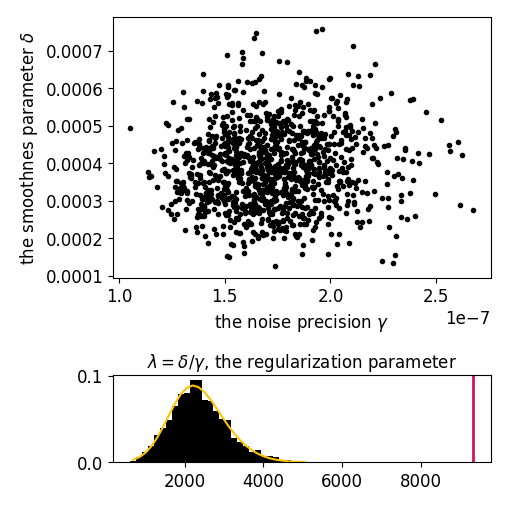 0.0007
0.0006
0.0005
0.0004
0.0003
0.0002
0.0001
the smoothnes parameter δ
1.0 1.5 2.0 2.5
1e−7
the noise precision γ
λ = δ/γ, the regularization parameter
0.1
0.0
2000 4000 6000 8000